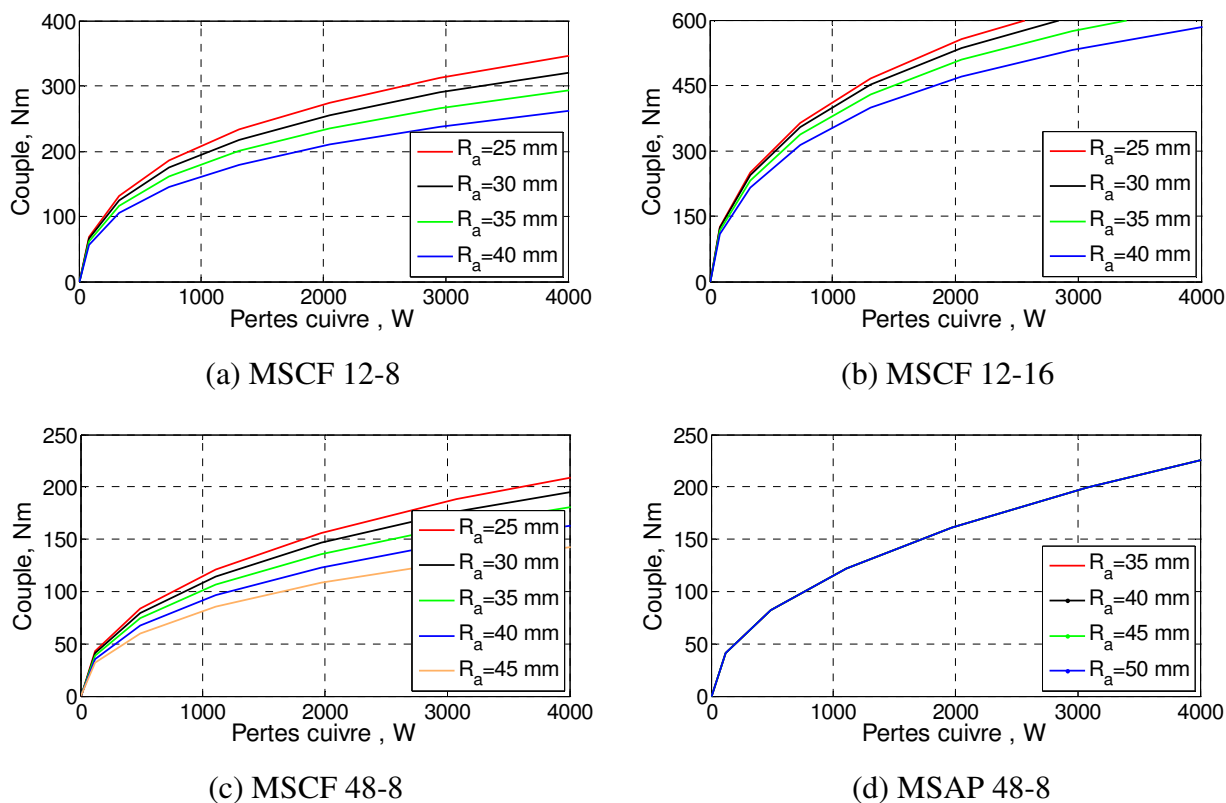 400
300
200
100
0
Couple, Nm
0 1000 2000 3000 4000
Pertes cuivre , W
R_a=25 mm
R_a=30 mm
R_a=35 mm
R_a=40 mm
(a) MSCF 12-8
600
450
300
150
0
Couple, Nm
0 1000 2000 3000 4000
Pertes cuivre , W
R_a=25 mm
R_a=30 mm
R_a=35 mm
R_a=40 mm
(b) MSCF 12-16
250
200
150
100
50
0
Couple, Nm
0 1000 2000 3000 4000
Pertes cuivre , W
R_a=25 mm
R_a=30 mm
R_a=35 mm
R_a=40 mm
R_a=45 mm
(c) MSCF 48-8
250
200
150
100
50
0
Couple, Nm
0 1000 2000 3000 4000
Pertes cuivre , W
R_a=35 mm
R_a=40 mm
R_a=45 mm
R_a=50 mm
(d) MSAP 48-8